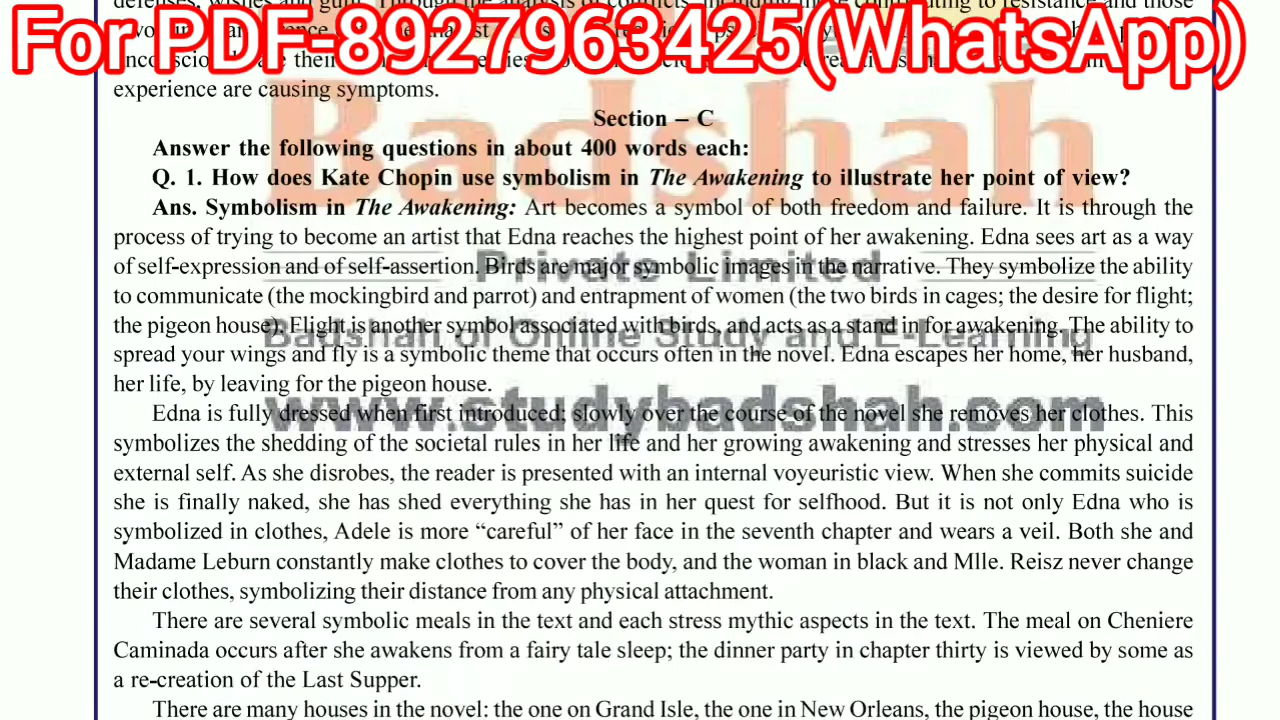 defenses, wishes and guilt. Through the analysis of conflicts, including those contributing to resistance and those
For PDF-8927963425(WhatsApp)
experience are causing symptoms.
Section – C
Answer the following questions in about 400 words each:
Q. 1. How does Kate Chopin use symbolism in The Awakening to illustrate her point of view?
Ans. Symbolism in The Awakening: Art becomes a symbol of both freedom and failure. It is through the
process of trying to become an artist that Edna reaches the highest point of her awakening. Edna sees art as a way
of self-expression and of self-assertion. Birds are major symbolic images in the narrative. They symbolize the ability
to communicate (the mockingbird and parrot) and entrapment of women (the two birds in cages; the desire for flight;
the pigeon house). Flight is another symbol associated with birds, and acts as a stand in for awakening. The ability to
spread your wings and fly is a symbolic theme that occurs often in the novel. Edna escapes her home, her husband,
her life, by leaving for the pigeon house.
Edna is fully dressed when first introduced; slowly over the course of the novel she removes her clothes. This
symbolizes the shedding of the societal rules in her life and her growing awakening and stresses her physical and
external self. As she disrobes, the reader is presented with an internal voyeuristic view. When she commits suicide
she is finally naked, she has shed everything she has in her quest for selfhood. But it is not only Edna who is
symbolized in clothes, Adele is more “careful” of her face in the seventh chapter and wears a veil. Both she and
Madame Leburn constantly make clothes to cover the body, and the woman in black and Mlle. Reisz never change
their clothes, symbolizing their distance from any physical attachment.
There are several symbolic meals in the text and each stress mythic aspects in the text. The meal on Cheniere
Caminada occurs after she awakens from a fairy tale sleep; the dinner party in chapter thirty is viewed by some as
a re-creation of the Last Supper.
There are many houses in the novel: the one on Grand Isle, the one in New Orleans, the pigeon house, the house
Badshah
Private Limited
Badshah of Online Study and E-Learning
www.studybadshah.com